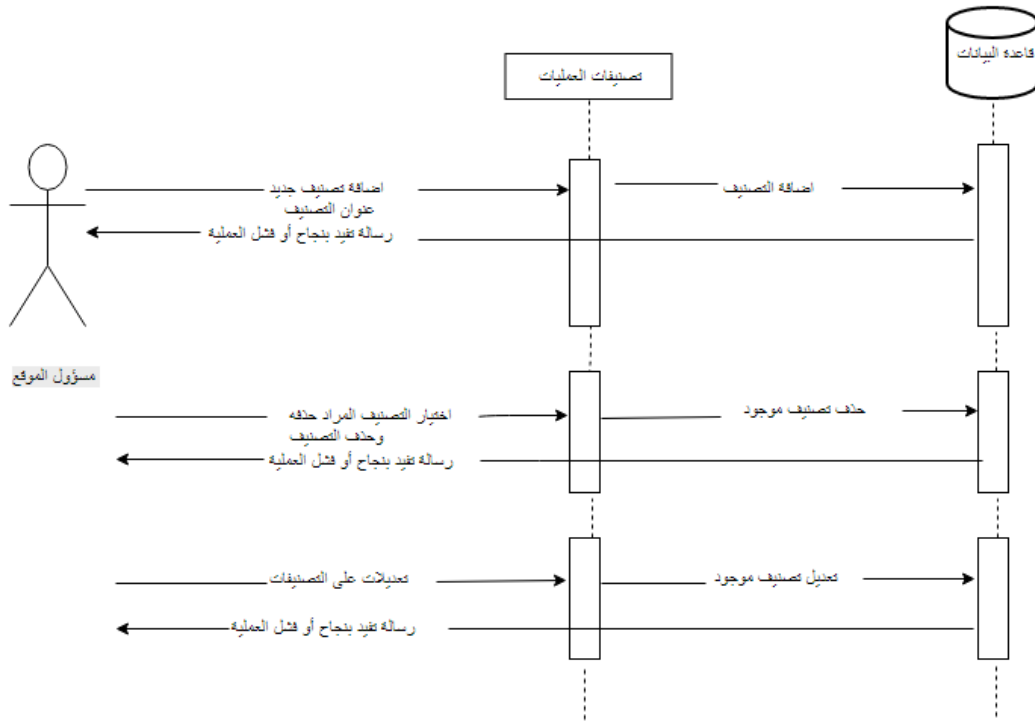 قاعدة البيانات
تصنيفات العمليات
اضافة تصنيف جديد
عنوان التصنيف
اضافة التصنيف
رسالة تفيد بنجاح أو فشل العملية
مسؤول الموقع
اختيار التصنيف المراد حذفه
وحذف التصنيف
حذف تصنيف موجود
رسالة تفيد بنجاح أو فشل العملية
تعديلات على التصنيفات
تعديل تصنيف موجود
رسالة تفيد بنجاح أو فشل العملية